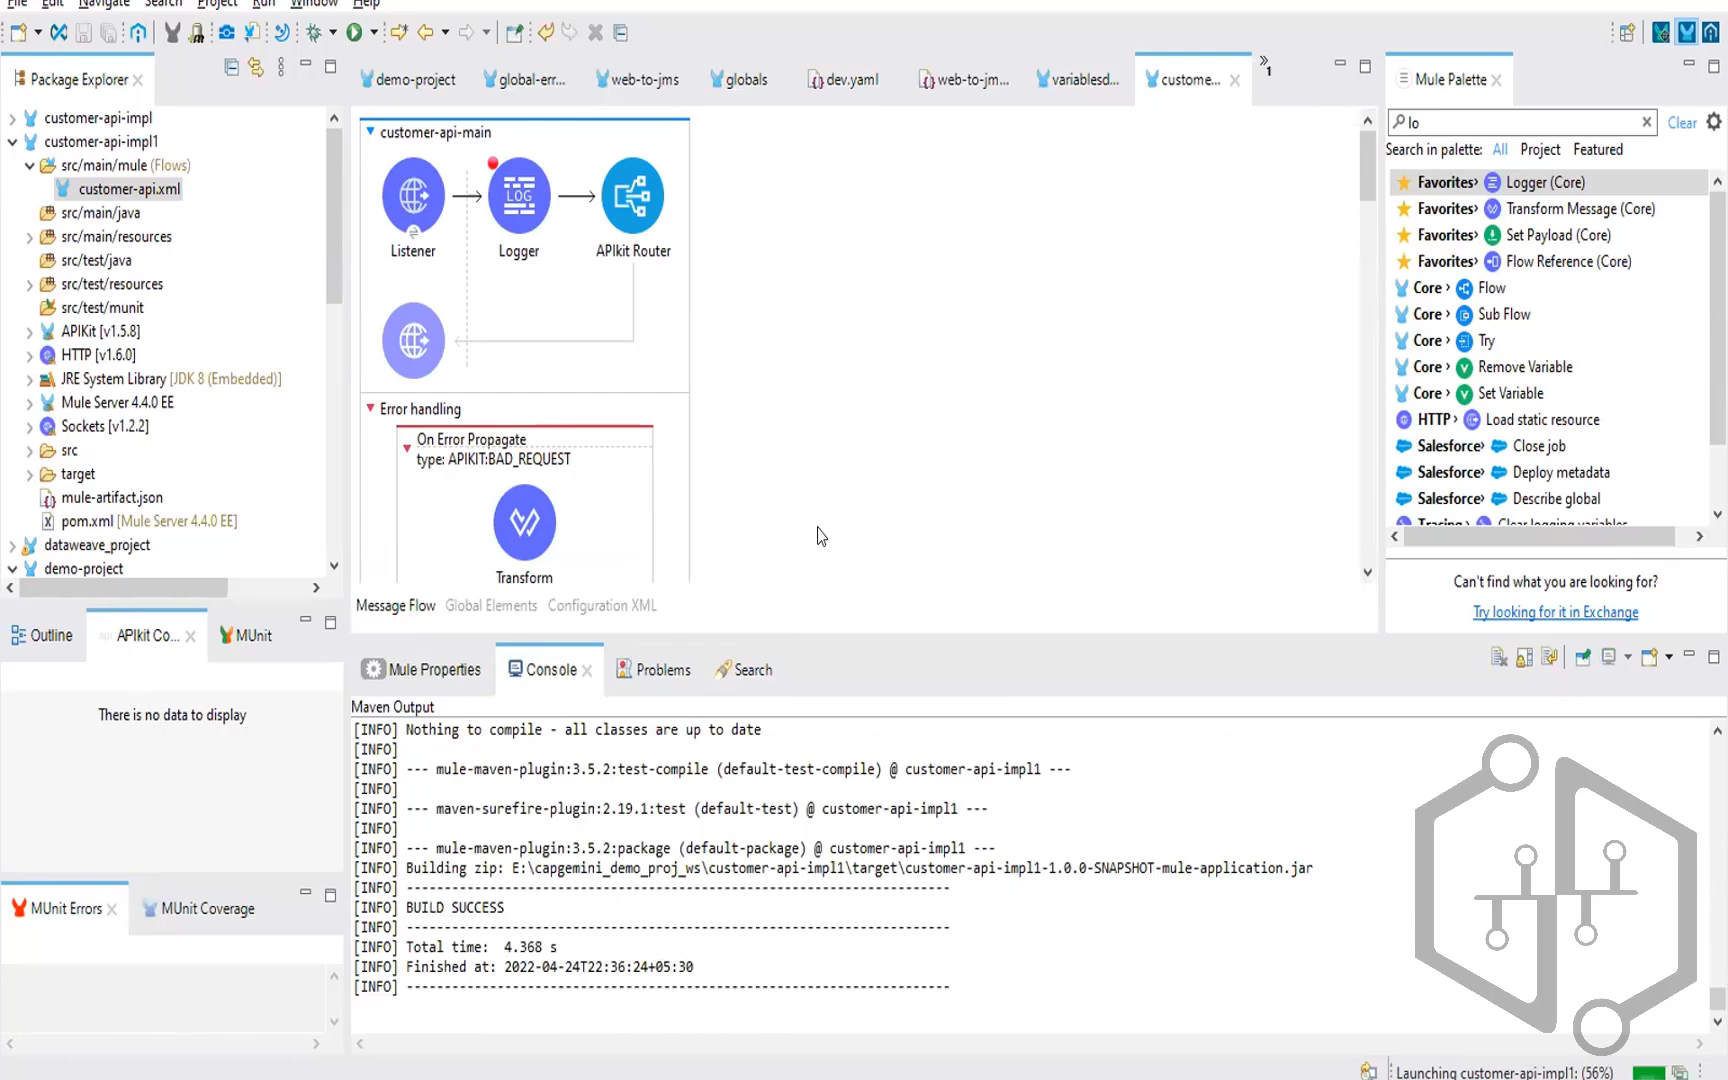 File Edit Navigate Search Project Run Window Help
Package Explorer
customer-api-impl
customer-api-impl1
src/main/mule (Flows)
customer-api.xml
src/main/java
src/main/resources
src/test/java
src/test/resources
src/test/munit
APIKit [v1.5.8]
HTTP [v1.6.0]
JRE System Library [JDK 8 (Embedded)]
Mule Server 4.4.0 EE
Sockets [v1.2.2]
src
target
mule-artifact.json
pom.xml [Mule Server 4.4.0 EE]
dataweave_project
demo-project
Outline
APIkit Co...
MUnit
There is no data to display
MUnit Errors
MUnit Coverage
demo-project
global-err...
web-to-jms
globals
dev.yaml
web-to-jm...
variablesd...
custome...
»1
customer-api-main
LOG
Listener
Logger
APIkit Router
Error handling
On Error Propagate
type: APIKIT:BAD_REQUEST
Transform
Message Flow Global Elements Configuration XML
Mule Palette
lo
Clear
Search in palette: All Project Featured
Favorites› Logger (Core)
Favorites› Transform Message (Core)
Favorites› Set Payload (Core)
Favorites› Flow Reference (Core)
Core › Flow
Core › Sub Flow
Core › Try
Core › Remove Variable
Core › Set Variable
HTTP › Load static resource
Salesforce› Close job
Salesforce› Deploy metadata
Salesforce› Describe global
Tracing › Clear logging variables
Can't find what you are looking for?
Try looking for it in Exchange
Mule Properties
Console
Problems
Search
Maven Output
[INFO] Nothing to compile - all classes are up to date
[INFO]
[INFO] --- mule-maven-plugin:3.5.2:test-compile (default-test-compile) @ customer-api-impl1 ---
[INFO]
[INFO] --- maven-surefire-plugin:2.19.1:test (default-test) @ customer-api-impl1 ---
[INFO]
[INFO] --- mule-maven-plugin:3.5.2:package (default-package) @ customer-api-impl1 ---
[INFO] Building zip: E:\capgemini_demo_proj_ws\customer-api-impl1\target\customer-api-impl1-1.0.0-SNAPSHOT-mule-application.jar
[INFO] ------------------------------------------------------------------------
[INFO] BUILD SUCCESS
[INFO] ------------------------------------------------------------------------
[INFO] Total time:  4.368 s
[INFO] Finished at: 2022-04-24T22:36:24+05:30
[INFO] ------------------------------------------------------------------------
Launching customer-api-impl1: (56%)